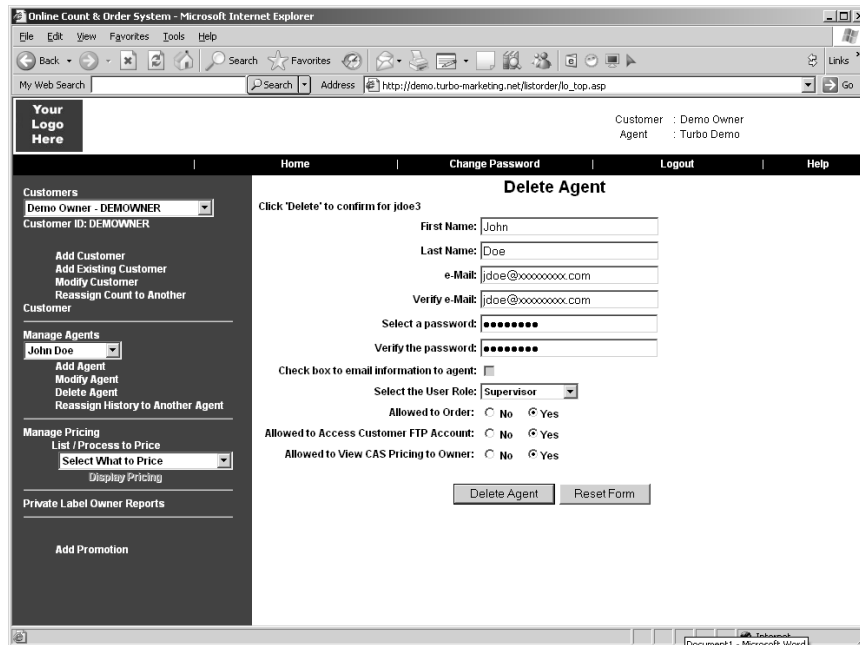 Online Count & Order System - Microsoft Internet Explorer
File Edit View Favorites Tools Help
Back Search Favorites Links
My Web Search Search Address http://demo.turbo-marketing.net/listorder/lo_top.asp Go
Your
Logo
Here
Customer : Demo Owner
Agent : Turbo Demo
| Home | Change Password | Logout | Help
Customers
Demo Owner - DEMOWNER
Customer ID: DEMOWNER
Add Customer
Add Existing Customer
Modify Customer
Reassign Count to Another
Customer
Manage Agents
John Doe
Add Agent
Modify Agent
Delete Agent
Reassign History to Another Agent
Manage Pricing
List / Process to Price
Select What to Price
Display Pricing
Private Label Owner Reports
Add Promotion
Delete Agent
Click 'Delete' to confirm for jdoe3
First Name: John
Last Name: Doe
e-Mail: jdoe@xxxxxxxx.com
Verify e-Mail: jdoe@xxxxxxxx.com
Select a password: ●●●●●●●●
Verify the password: ●●●●●●●●
Check box to email information to agent:
Select the User Role: Supervisor
Allowed to Order: No Yes
Allowed to Access Customer FTP Account: No Yes
Allowed to View CAS Pricing to Owner: No Yes
Delete Agent Reset Form
Internet
Document1 - Microsoft Word